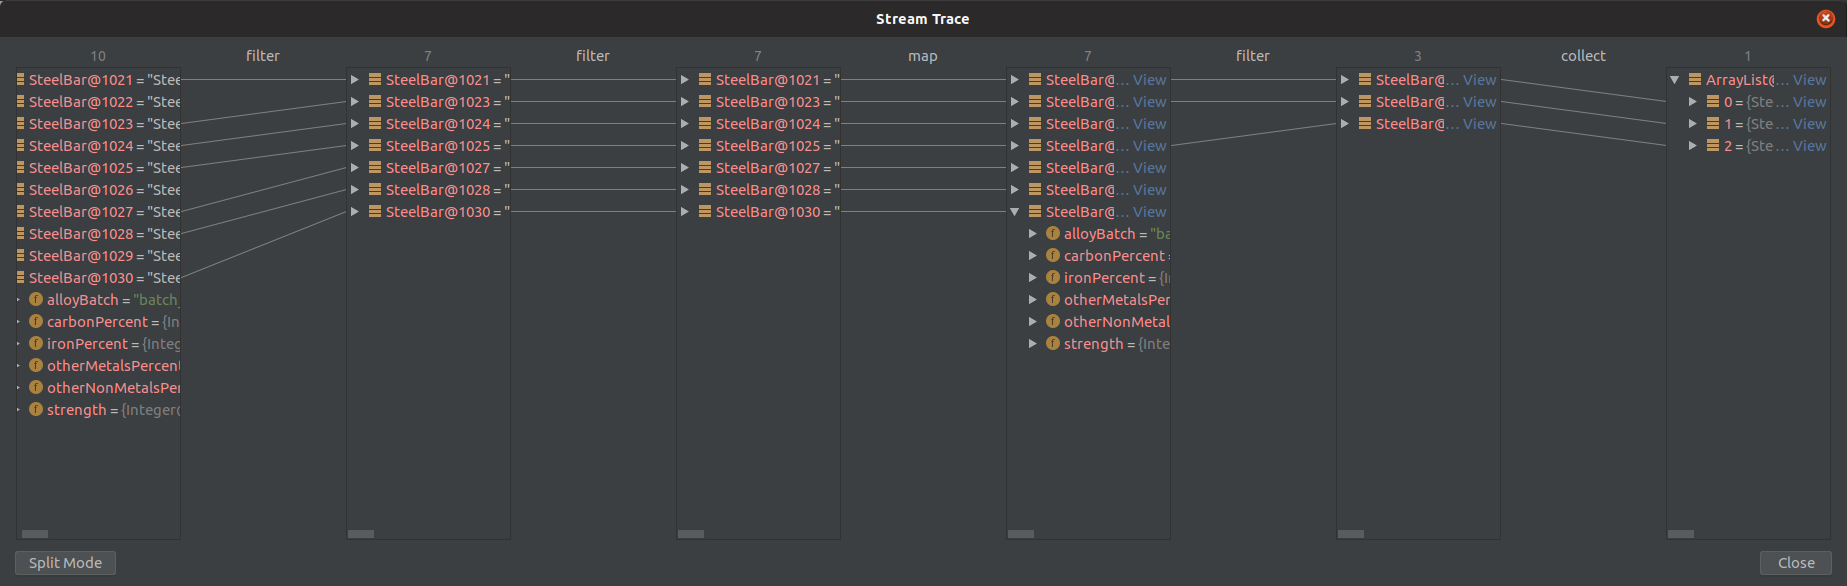 Stream Trace
10 filter 7 filter 7 map 7 filter 3 collect 1
SteelBar@1021 = "Stee SteelBar@1021 = " SteelBar@1021 = " SteelBar@... View SteelBar@... View ArrayList@... View
SteelBar@1022 = "Stee SteelBar@1023 = " SteelBar@1023 = " SteelBar@... View SteelBar@... View 0 = {Ste ... View
SteelBar@1023 = "Stee SteelBar@1024 = " SteelBar@1024 = " SteelBar@... View SteelBar@... View 1 = {Ste ... View
SteelBar@1024 = "Stee SteelBar@1025 = " SteelBar@1025 = " SteelBar@... View 2 = {Ste ... View
SteelBar@1025 = "Stee SteelBar@1027 = " SteelBar@1027 = " SteelBar@... View
SteelBar@1026 = "Stee SteelBar@1028 = " SteelBar@1028 = " SteelBar@... View
SteelBar@1027 = "Stee SteelBar@1030 = " SteelBar@1030 = " SteelBar@... View
SteelBar@1028 = "Stee f alloyBatch = "ba
SteelBar@1029 = "Stee f carbonPercent =
SteelBar@1030 = "Stee f ironPercent = {I
f alloyBatch = "batch_ f otherMetalsPer
f carbonPercent = {In f otherNonMetal
f ironPercent = {Integ f strength = {Inte
f otherMetalsPercent
f otherNonMetalsPer
f strength = {Integer@
Split Mode Close